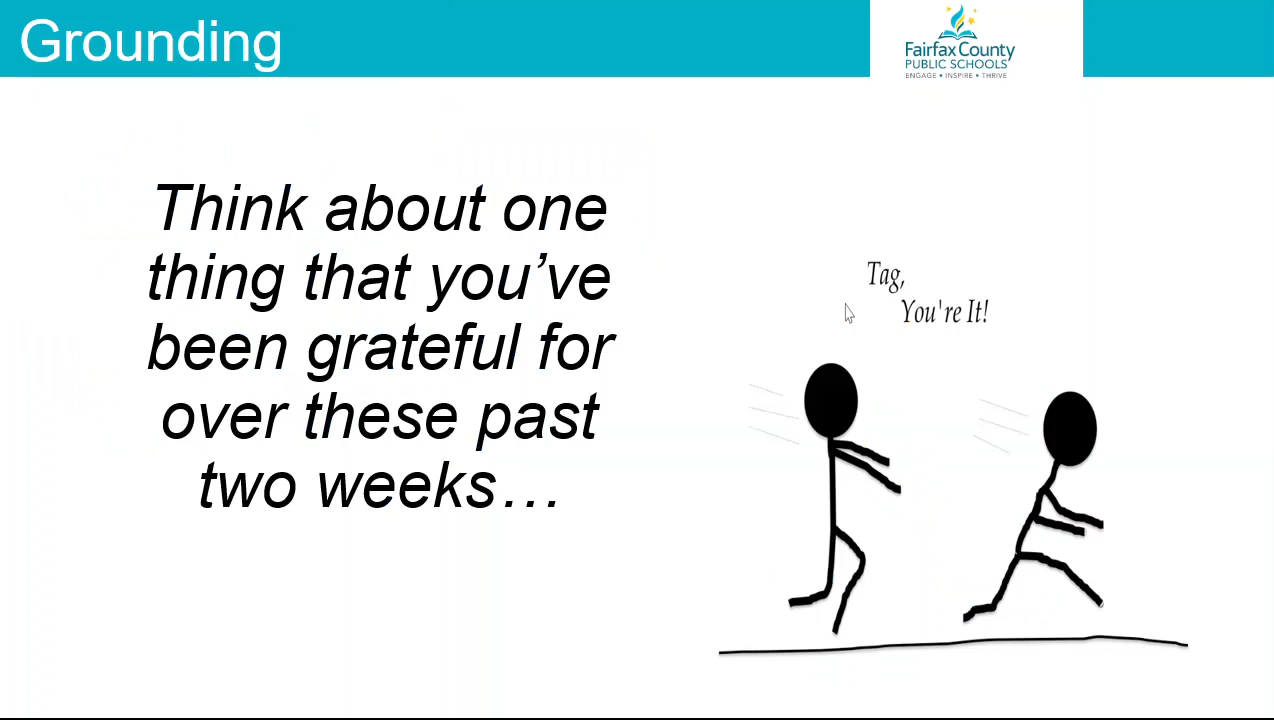 Grounding
Fairfax County
PUBLIC SCHOOLS
ENGAGE • INSPIRE • THRIVE
Think about one
thing that you’ve
been grateful for
over these past
two weeks…
Tag,
You're It!